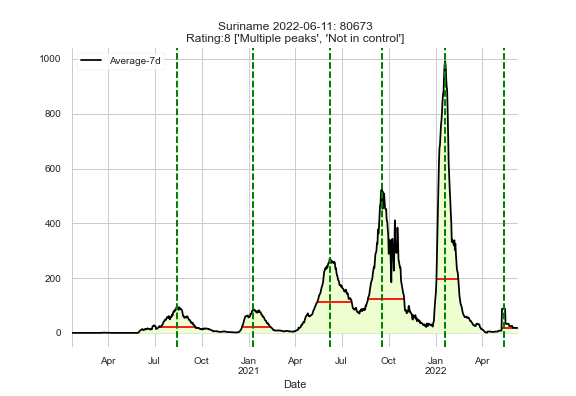 Suriname 2022-06-11: 80673
Rating:8 ['Multiple peaks', 'Not in control']
Average-7d
1000
800
600
400
200
0
Apr Jul Oct Jan Apr Jul Oct Jan Apr
2021 2022
Date